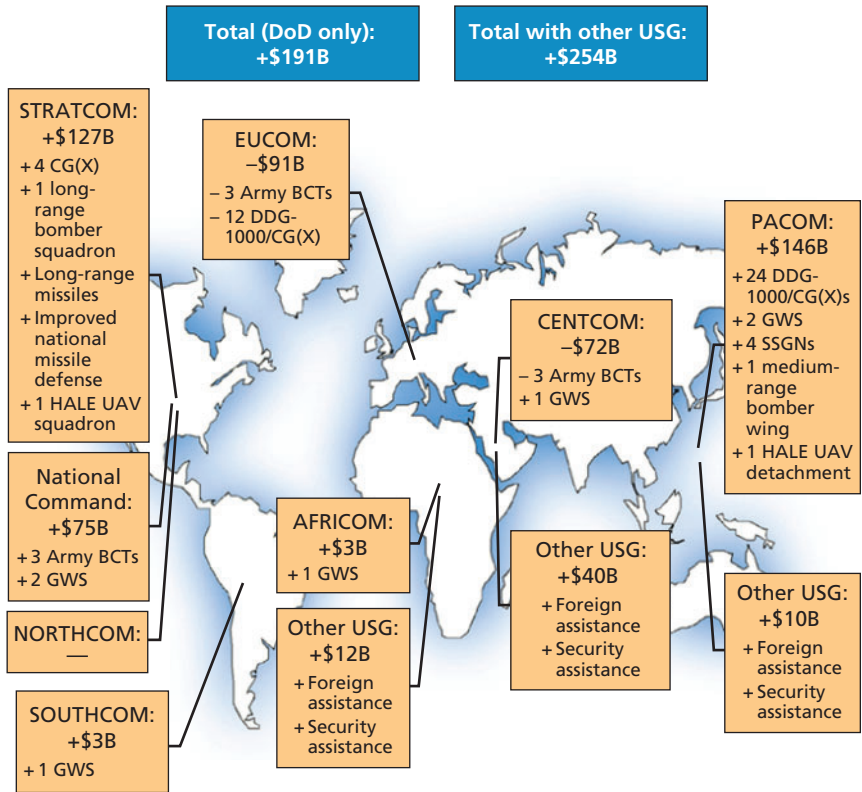 Total (DoD only):
+$191B
Total with other USG:
+$254B
STRATCOM:
+$127B
+ 4 CG(X)
+ 1 long-
range
bomber
squadron
+ Long-range
missiles
+ Improved
national
missile
defense
+ 1 HALE UAV
squadron
EUCOM:
–$91B
– 3 Army BCTs
– 12 DDG-
1000/CG(X)
PACOM:
+$146B
+ 24 DDG-
1000/CG(X)s
+ 2 GWS
+ 4 SSGNs
+ 1 medium-
range
bomber
wing
+ 1 HALE UAV
detachment
CENTCOM:
–$72B
– 3 Army BCTs
+ 1 GWS
National
Command:
+$75B
+ 3 Army BCTs
+ 2 GWS
AFRICOM:
+$3B
+ 1 GWS
Other USG:
+$40B
+ Foreign
assistance
+ Security
assistance
Other USG:
+$10B
+ Foreign
assistance
+ Security
assistance
NORTHCOM:
—
Other USG:
+$12B
+ Foreign
assistance
+ Security
assistance
SOUTHCOM:
+$3B
+ 1 GWS